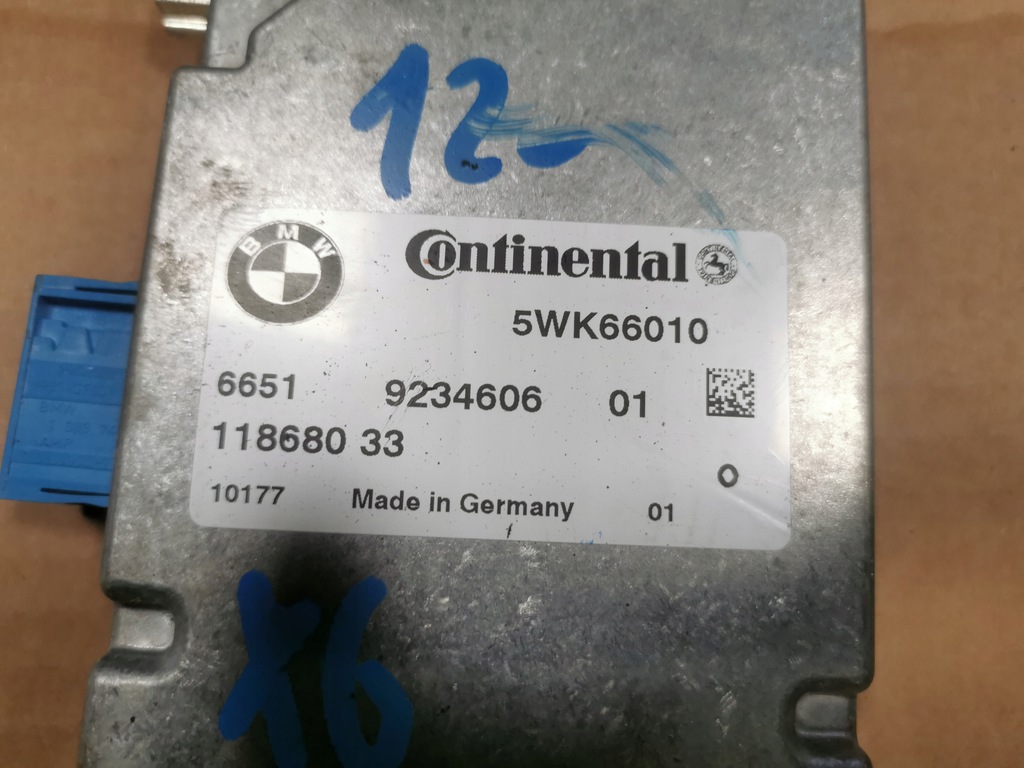 12-
BMW
Continental
5WK66010
6651 9234606 01
118680 33
10177 Made in Germany 01
X6